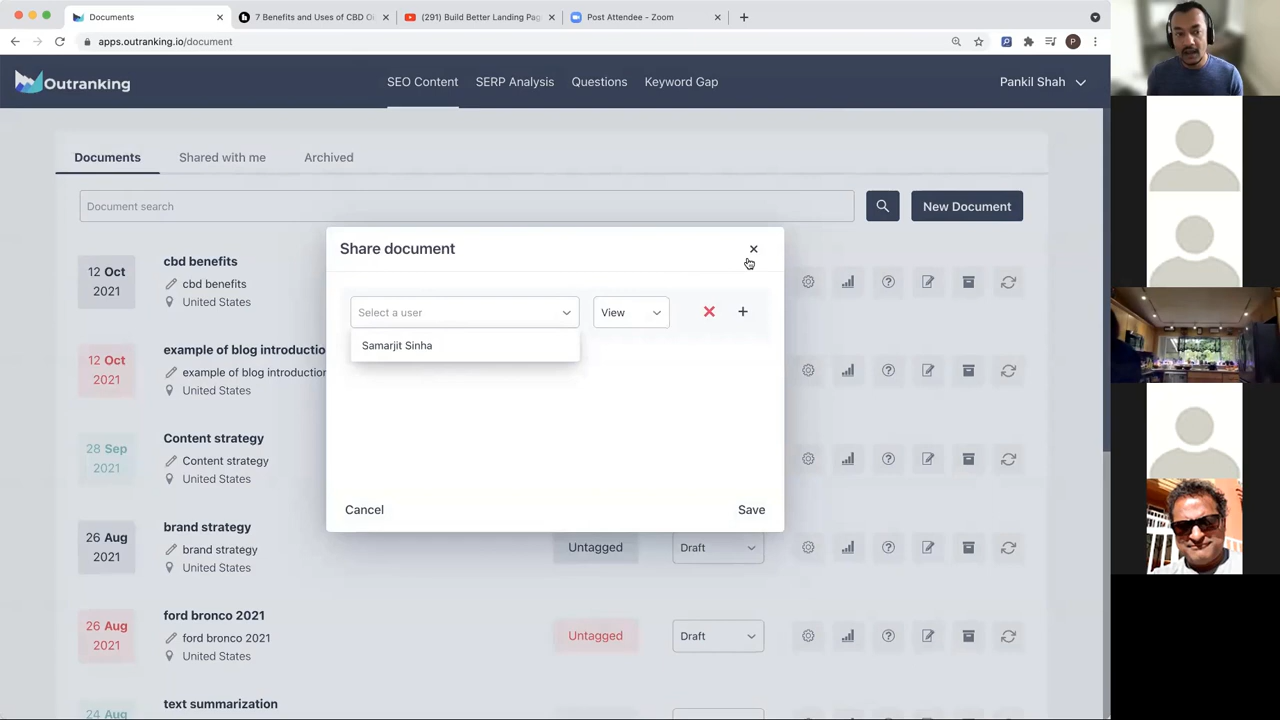 Documents
7 Benefits and Uses of CBD O
(291) Build Better Landing Pag
Post Attendee - Zoom
apps.outranking.io/document
P
Outranking
SEO Content
SERP Analysis
Questions
Keyword Gap
Pankil Shah
Documents
Shared with me
Archived
Document search
New Document
12 Oct
2021
cbd benefits
cbd benefits
United States
Share document
Select a user
View
Samarjit Sinha
Cancel
Save
12 Oct
2021
example of blog introductio
example of blog introduction
United States
28 Sep
2021
Content strategy
Content strategy
United States
26 Aug
2021
brand strategy
brand strategy
United States
Untagged
Draft
26 Aug
2021
ford bronco 2021
ford bronco 2021
United States
Untagged
Draft
24 Aug
text summarization